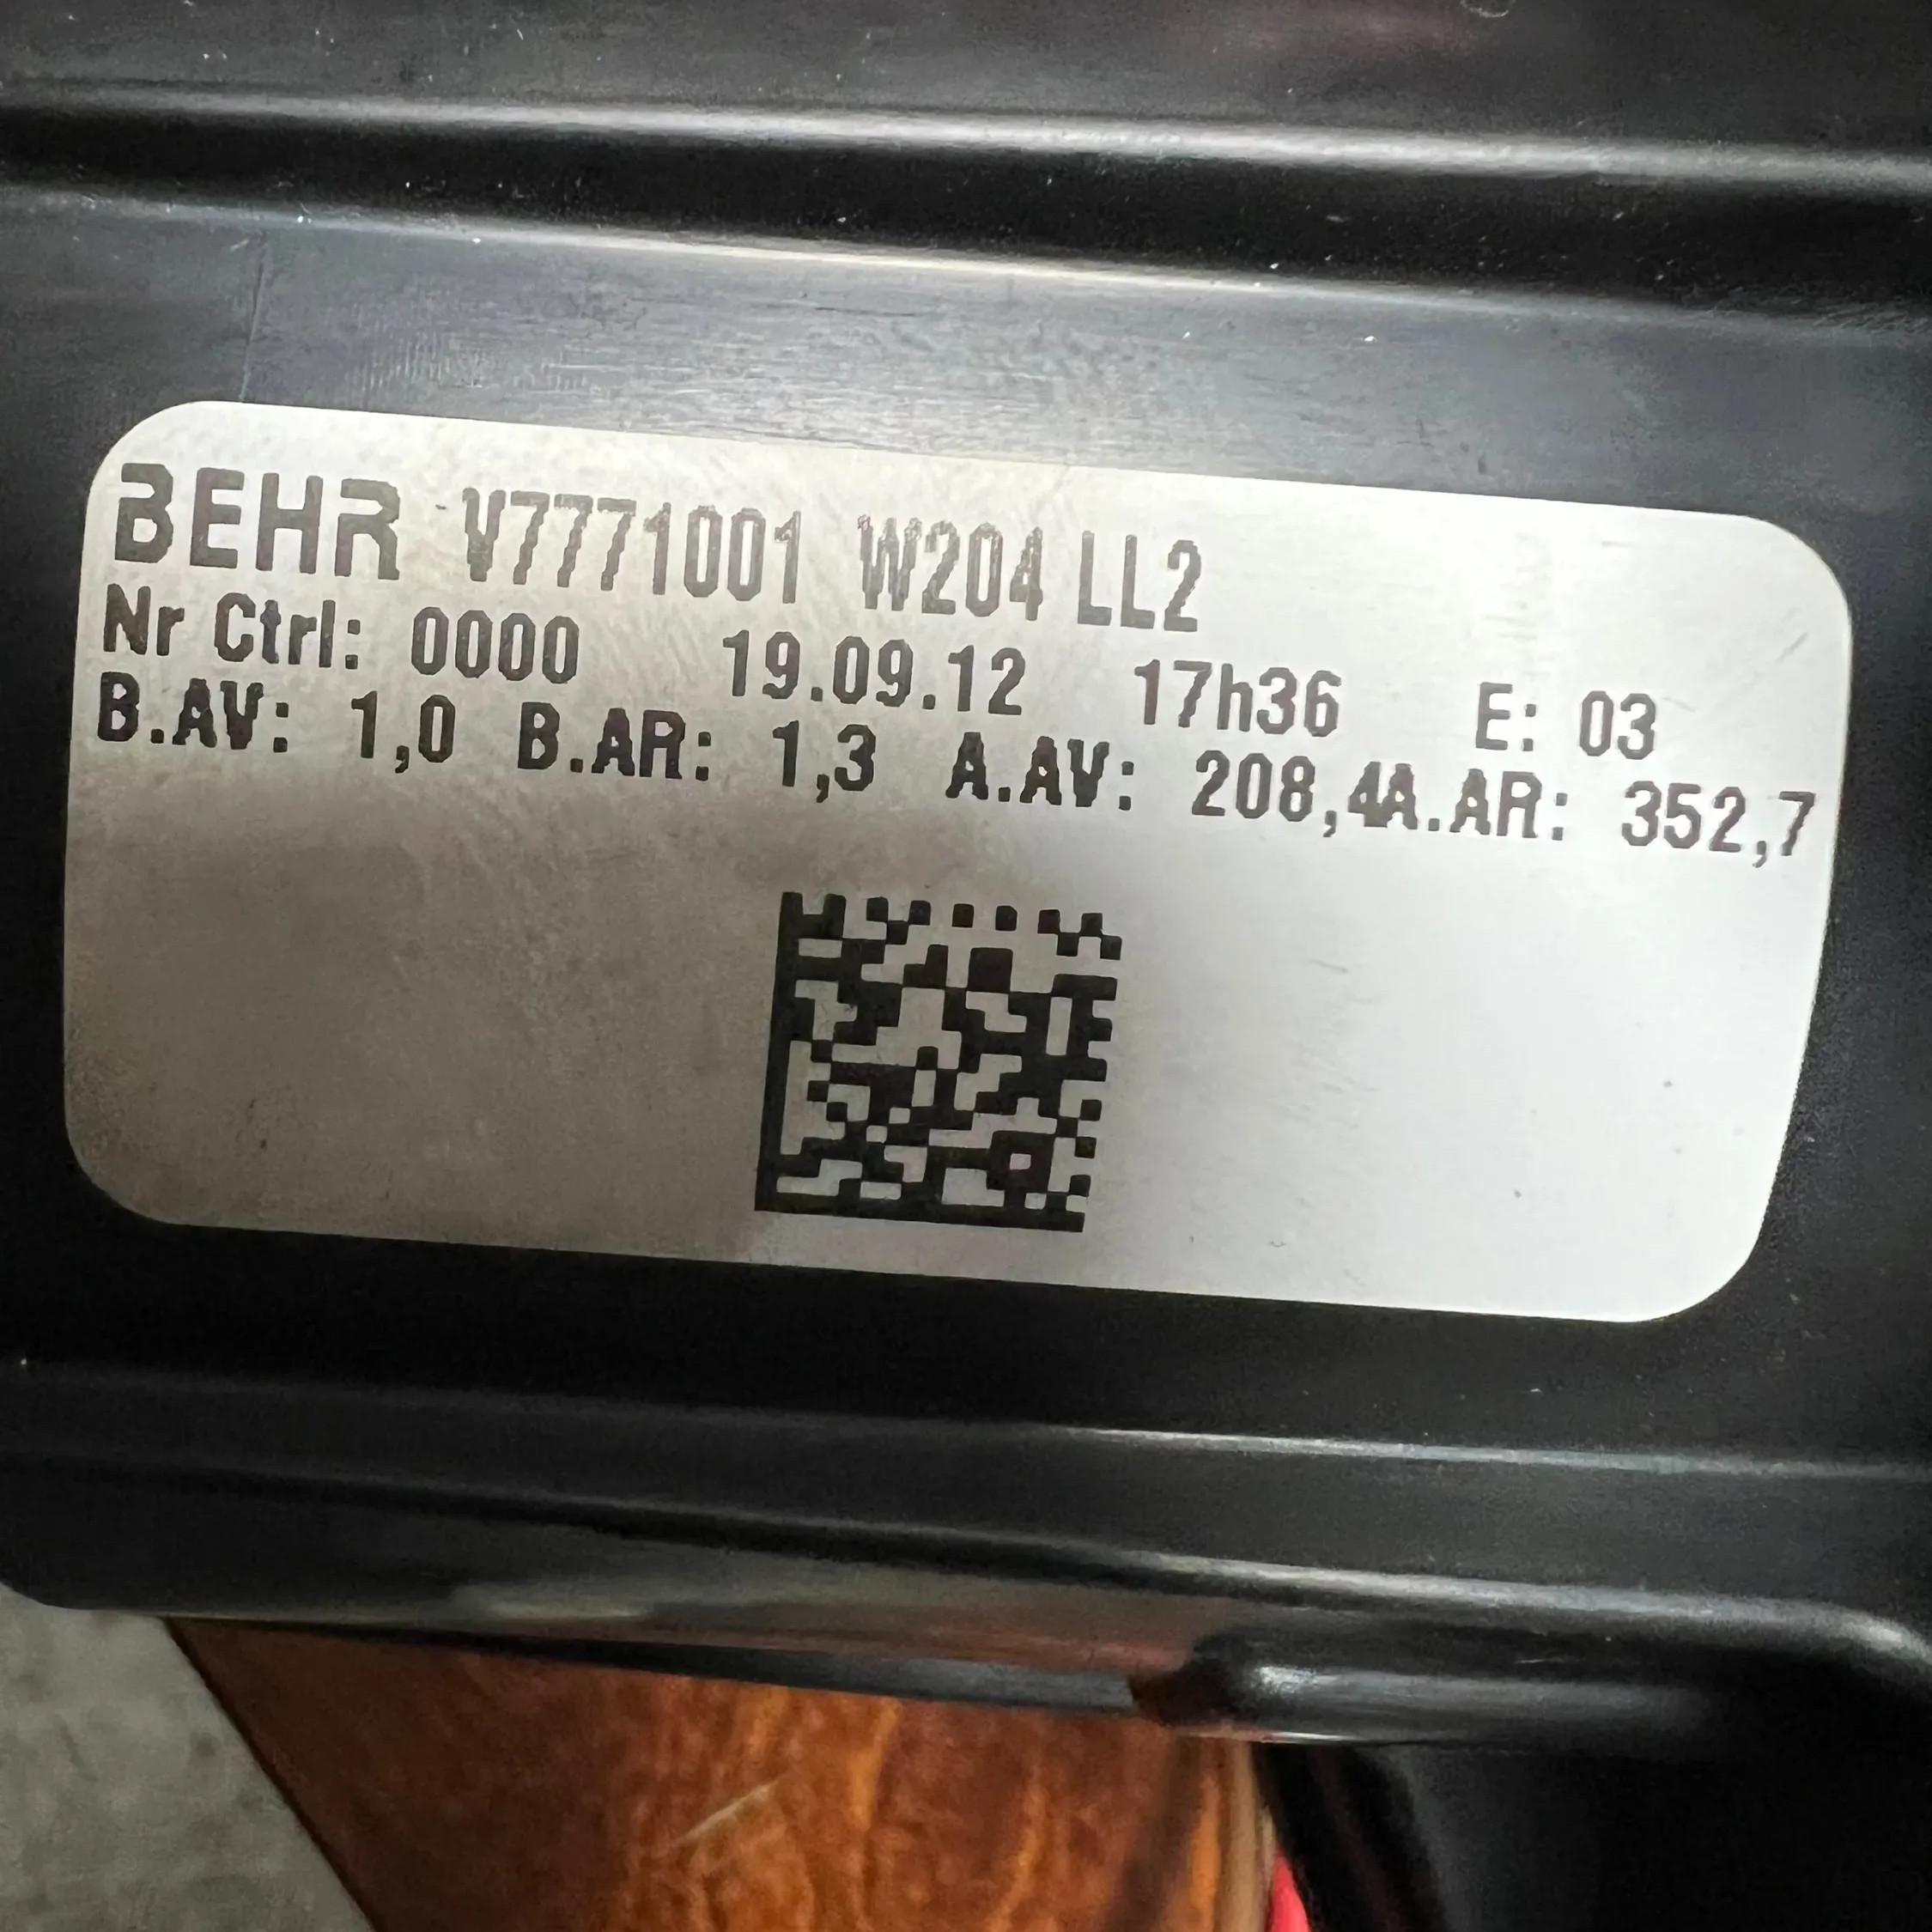 BEHR V7771001 W204 LL2
Nr Ctrl: 0000 19.09.12 17h36 E: 03
B.AV: 1,0 B.AR: 1,3 A.AV: 208,4A.AR: 352,7